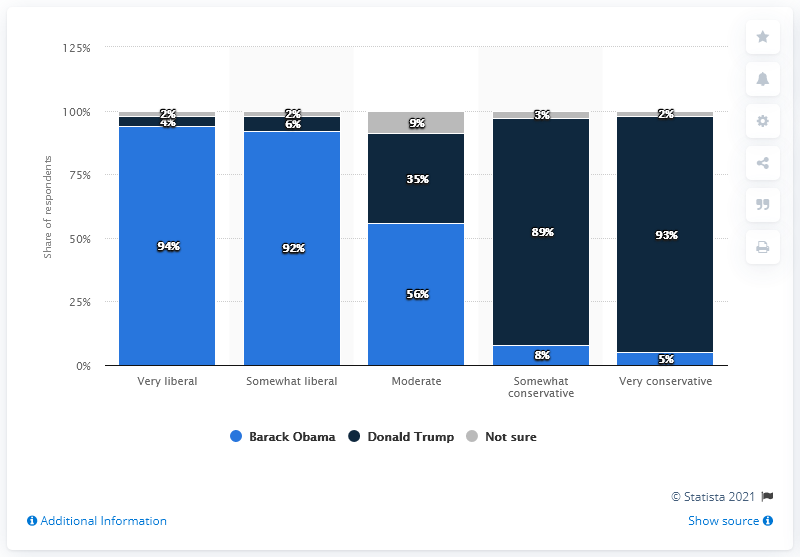 125%
100%
75%
50%
25%
0%
Share of respondents
2%
4%
94%
2%
6%
92%
9%
35%
56%
3%
89%
8%
2%
93%
5%
Very liberal
Somewhat liberal
Moderate
Somewhat
conservative
Very conservative
Barack Obama
Donald Trump
Not sure
© Statista 2021
Additional Information
Show source